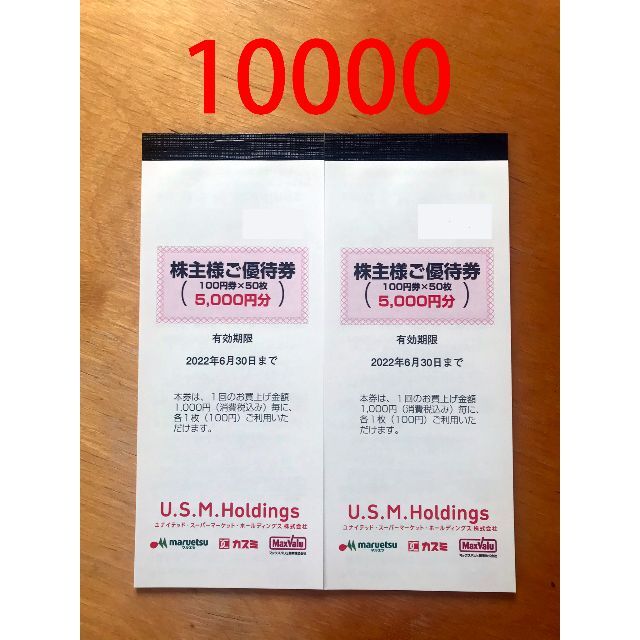 10000
株主様ご優待券
(100円券×50枚
5,000円分)
有効期限
2022年6月30日まで
本券は、1回のお買上げ金額
1,000円(消費税込み)毎に、
各1枚(100円)ご利用いた
だけます。
U.S.M.Holdings
ユナイテッド・スーパーマーケット・ホールディングス株式会社
maruetsu
マルエツ
カスミ
MaxValu
株主様ご優待券
(100円券×50枚
5,000円分)
有効期限
2022年6月30日まで
本券は、1回のお買上げ金額
1,000円(消費税込み)毎に、
各1枚(100円)ご利用いた
だけます。
U.S.M.Holdings
ユナイテッド・スーパーマーケット・ホールディングス株式会社
maruetsu
マルエツ
カスミ
MaxValu